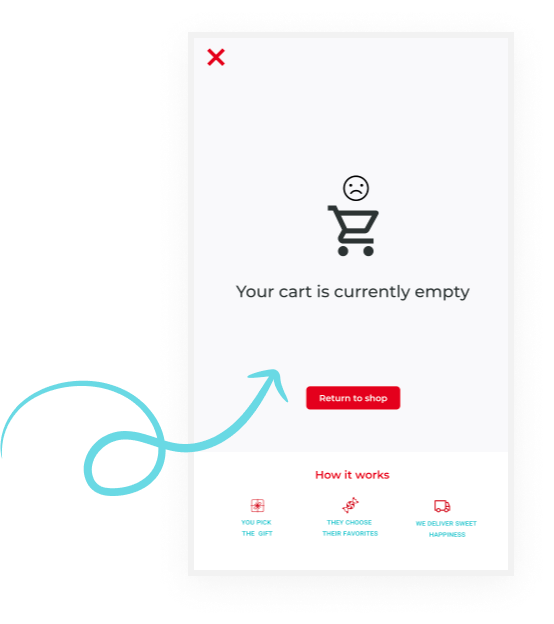 Your cart is currently empty
Return to shop
How it works
YOU PICK
THE GIFT
THEY CHOOSE
THEIR FAVORITES
WE DELIVER SWEET
HAPPINESS